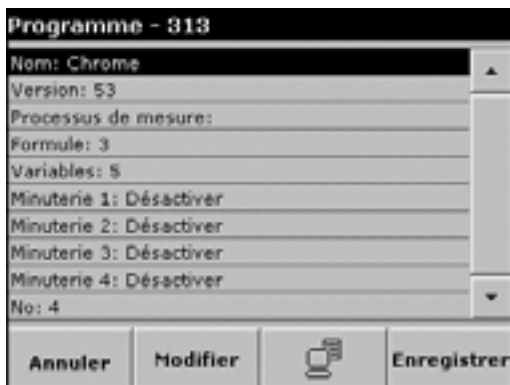 Programme - 313
Nom: Chrome
Version: 53
Processus de mesure:
Formule: 3
Variables: 5
Minuterie 1: Désactiver
Minuterie 2: Désactiver
Minuterie 3: Désactiver
Minuterie 4: Désactiver
No: 4
Annuler Modifier Enregistrer